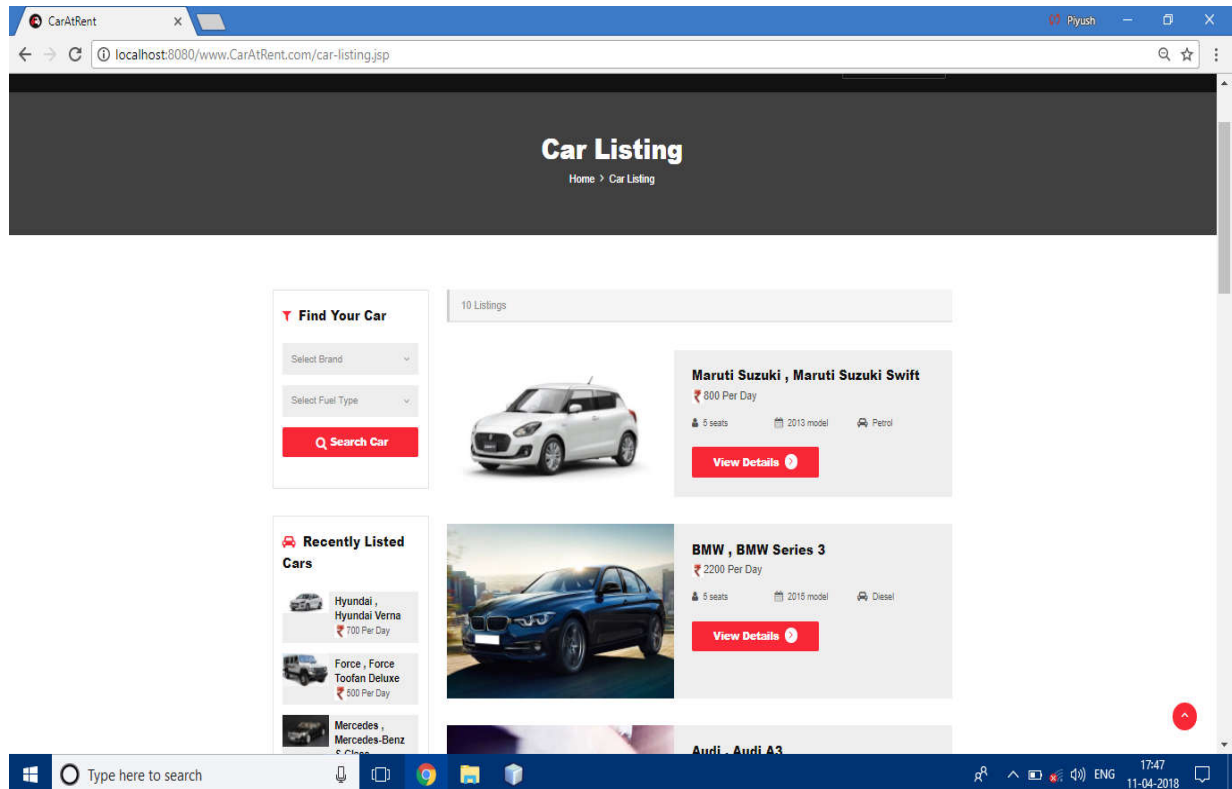 CarAtRent
Piyush
localhost:8080/www.CarAtRent.com/car-listing.jsp
Car Listing
Home > Car Listing
Find Your Car
Select Brand
Select Fuel Type
Search Car
Recently Listed
Cars
Hyundai ,
Hyundai Verna
₹ 700 Per Day
Force , Force
Toofan Deluxe
₹ 500 Per Day
Mercedes ,
Mercedes-Benz
10 Listings
Maruti Suzuki , Maruti Suzuki Swift
₹ 800 Per Day
5 seats 2013 model Petrol
View Details
BMW , BMW Series 3
₹ 2200 Per Day
5 seats 2015 model Diesel
View Details
Audi , Audi A3
Type here to search
ENG
17:47
11-04-2018